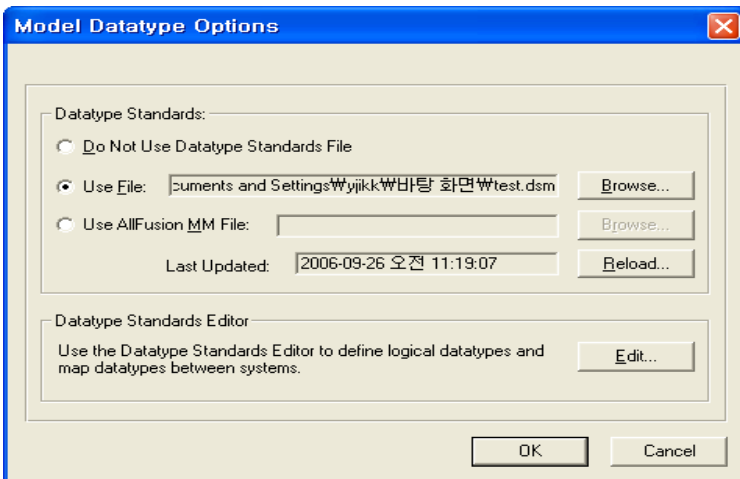 Model Datatype Options
Datatype Standards:
Do Not Use Datatype Standards File
Use File: cuments and Settings₩yjikk₩바탕 화면₩test.dsm Browse...
Use AllFusion MM File: Browse...
Last Updated: 2006-09-26 오전 11:19:07 Reload...
Datatype Standards Editor
Use the Datatype Standards Editor to define logical datatypes and
map datatypes between systems.
Edit...
OK Cancel